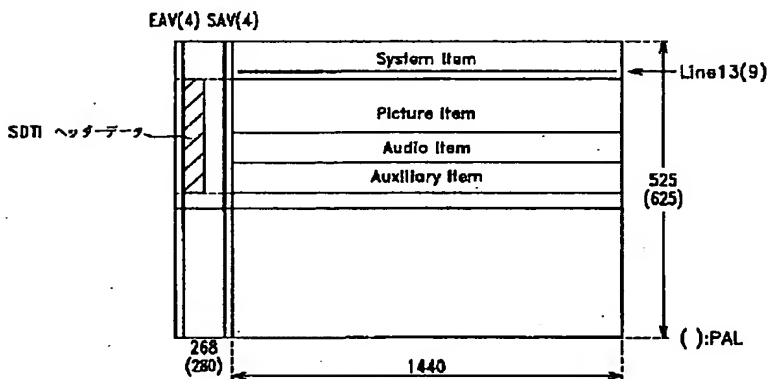 EAV(4) SAV(4)
System Item
Line13(9)
Picture Item
SDTI ヘッダーデータ
Audio Item
Auxiliary Item
525
(625)
( ):PAL
268
(280)
1440